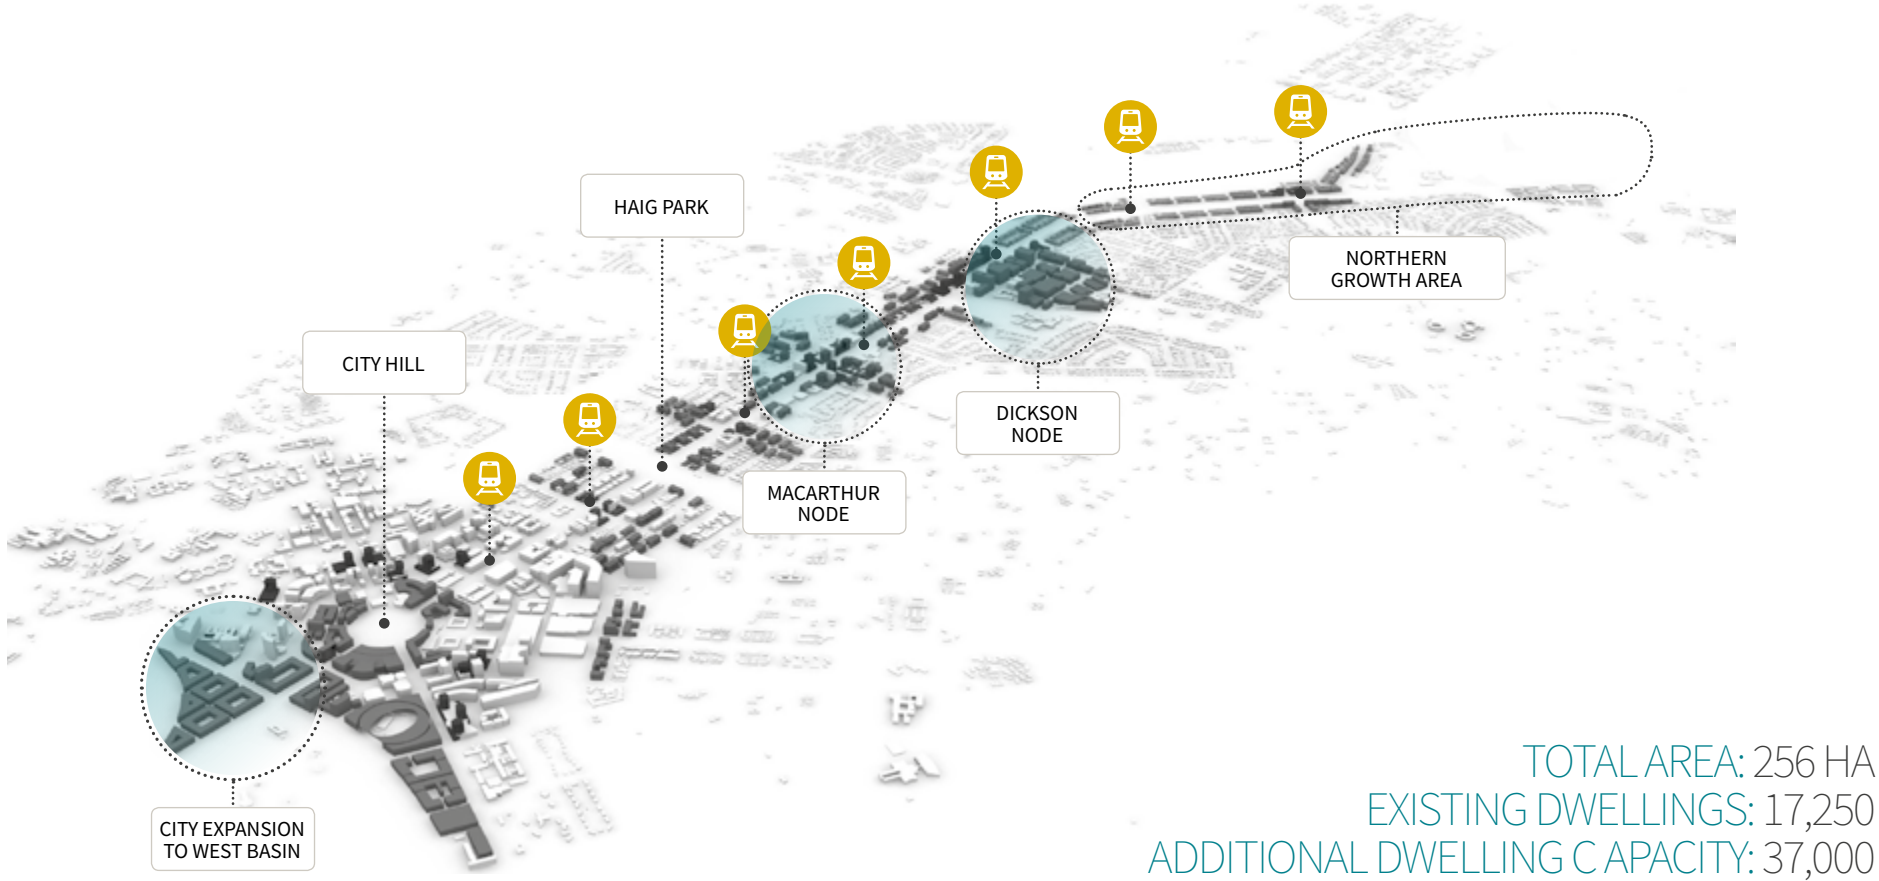 HAIG PARK
NORTHERN
GROWTH AREA
CITY HILL
DICKSON
NODE
MACARTHUR
NODE
CITY EXPANSION
TO WEST BASIN
TOTAL AREA: 256 HA
EXISTING DWELLINGS: 17,250
ADDITIONAL DWELLING CAPACITY: 37,000